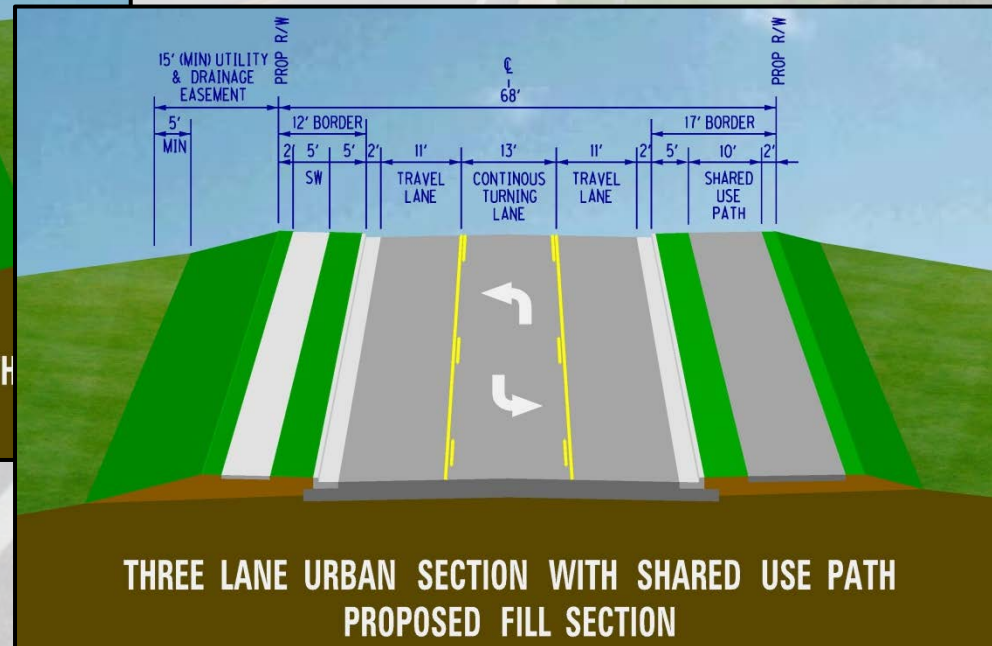 15' (MIN) UTILITY
& DRAINAGE
EASEMENT
PROP R/W
℄
68'
PROP R/W
5'
MIN
12' BORDER
17' BORDER
2' 5' 5' 2' 11' 13' 11' 2' 5' 10' 2'
SW
TRAVEL
LANE
CONTINOUS
TURNING
LANE
TRAVEL
LANE
SHARED
USE
PATH
H
THREE LANE URBAN SECTION WITH SHARED USE PATH
PROPOSED FILL SECTION